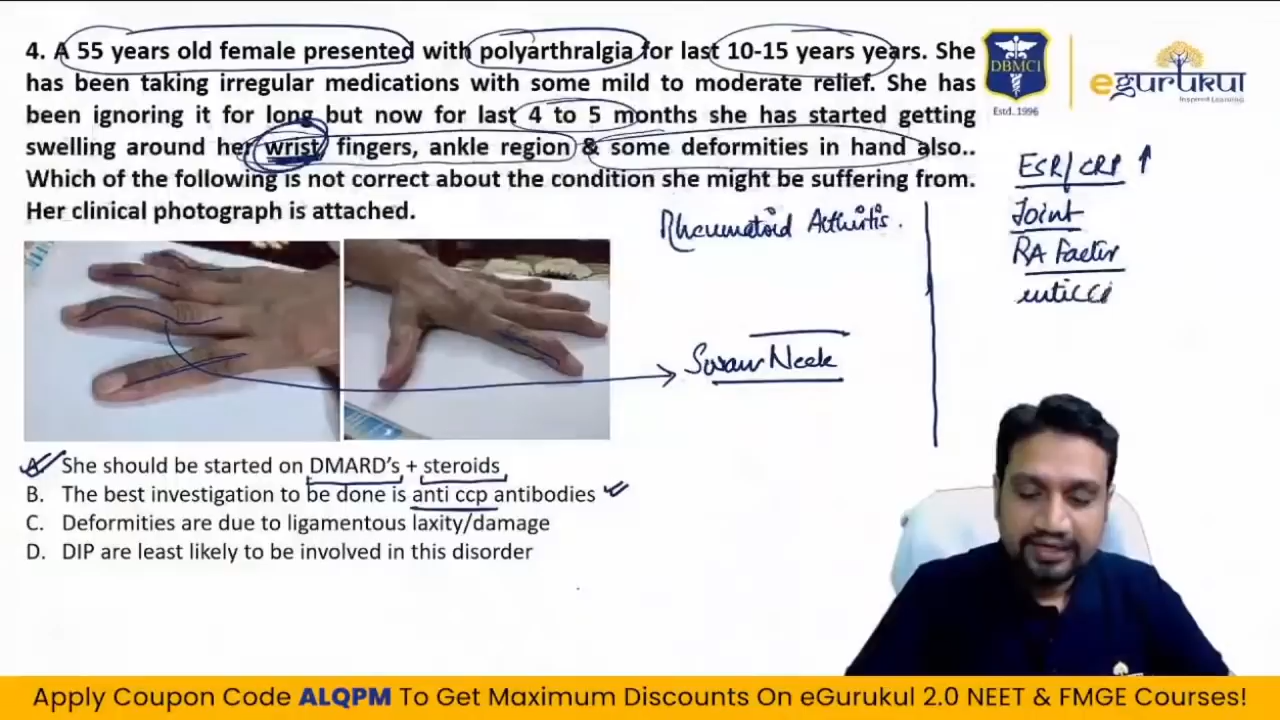 4. A 55 years old female presented with polyarthralgia for last 10-15 years years. She
has been taking irregular medications with some mild to moderate relief. She has
been ignoring it for long but now for last 4 to 5 months she has started getting
swelling around her wrist, fingers, ankle region & some deformities in hand also..
Which of the following is not correct about the condition she might be suffering from.
Her clinical photograph is attached.
DBMCI
Estd. 1996
egurukul
Inspired Learning
ESR/CRP ↑
Joint
RA Factor
anticc
Rheumatoid Arthritis.
Swan Neck
A. She should be started on DMARD's + steroids
B. The best investigation to be done is anti ccp antibodies
C. Deformities are due to ligamentous laxity/damage
D. DIP are least likely to be involved in this disorder
Apply Coupon Code ALQPM To Get Maximum Discounts On eGurukul 2.0 NEET & FMGE Courses!